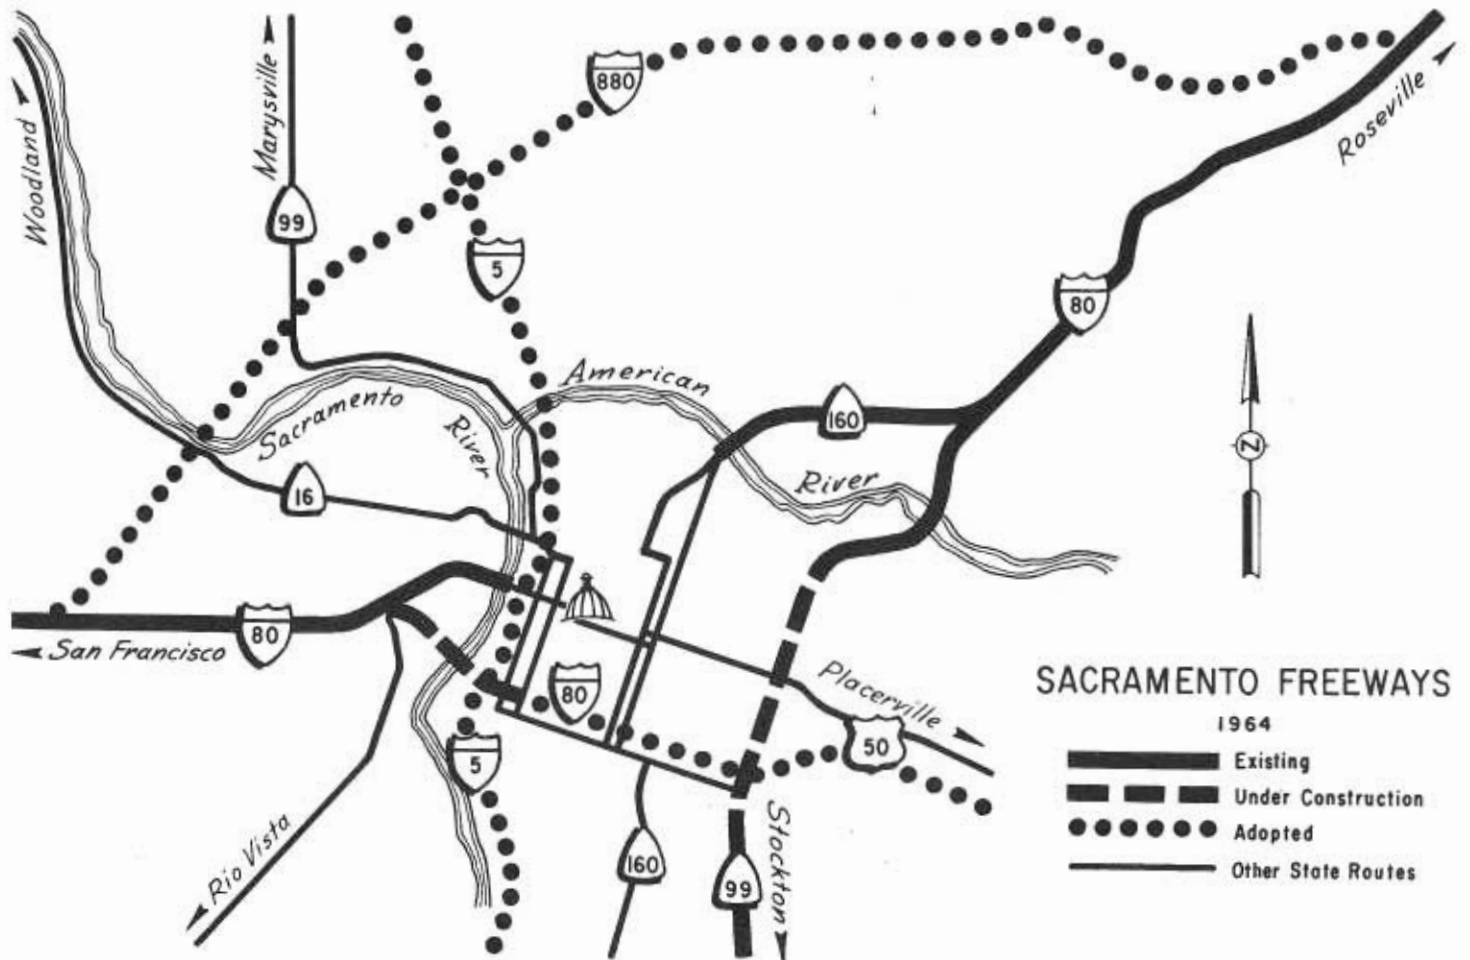 Woodland
Marysville
99
880
5
Roseville
80
American
Sacramento
River
160
River
16
N
80
San Francisco
80
Placerville
50
5
Rio Vista
160
99
Stockton
SACRAMENTO FREEWAYS
1964
Existing
Under Construction
Adopted
Other State Routes